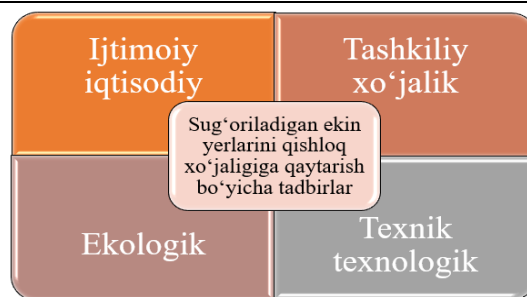 Ijtimoiy
iqtisodiy
Tashkiliy
xo‘jalik
Sug‘oriladigan ekin
yerlarini qishloq
xo‘jaligiga qaytarish
bo‘yicha tadbirlar
Ekologik
Texnik
texnologik